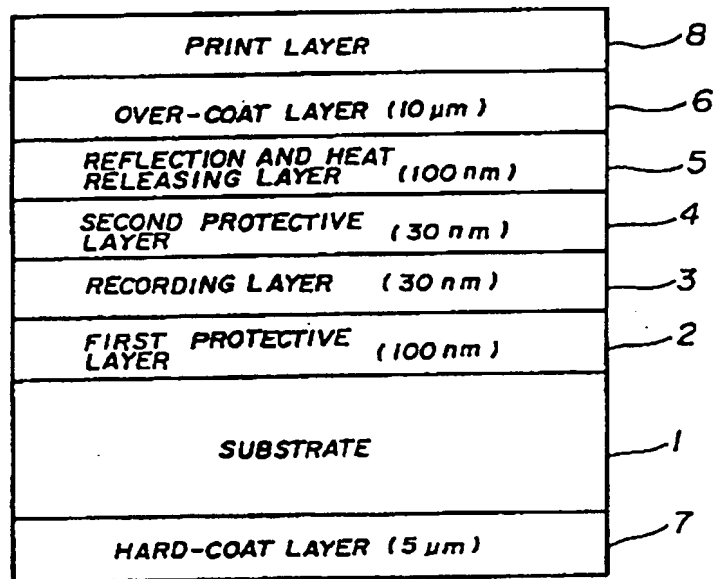 PRINT LAYER 8
OVER-COAT LAYER (10 μm) 6
REFLECTION AND HEAT
RELEASING LAYER (100 nm) 5
SECOND PROTECTIVE
LAYER (30 nm) 4
RECORDING LAYER (30 nm) 3
FIRST PROTECTIVE
LAYER (100 nm) 2
SUBSTRATE 1
HARD-COAT LAYER (5 μm) 7